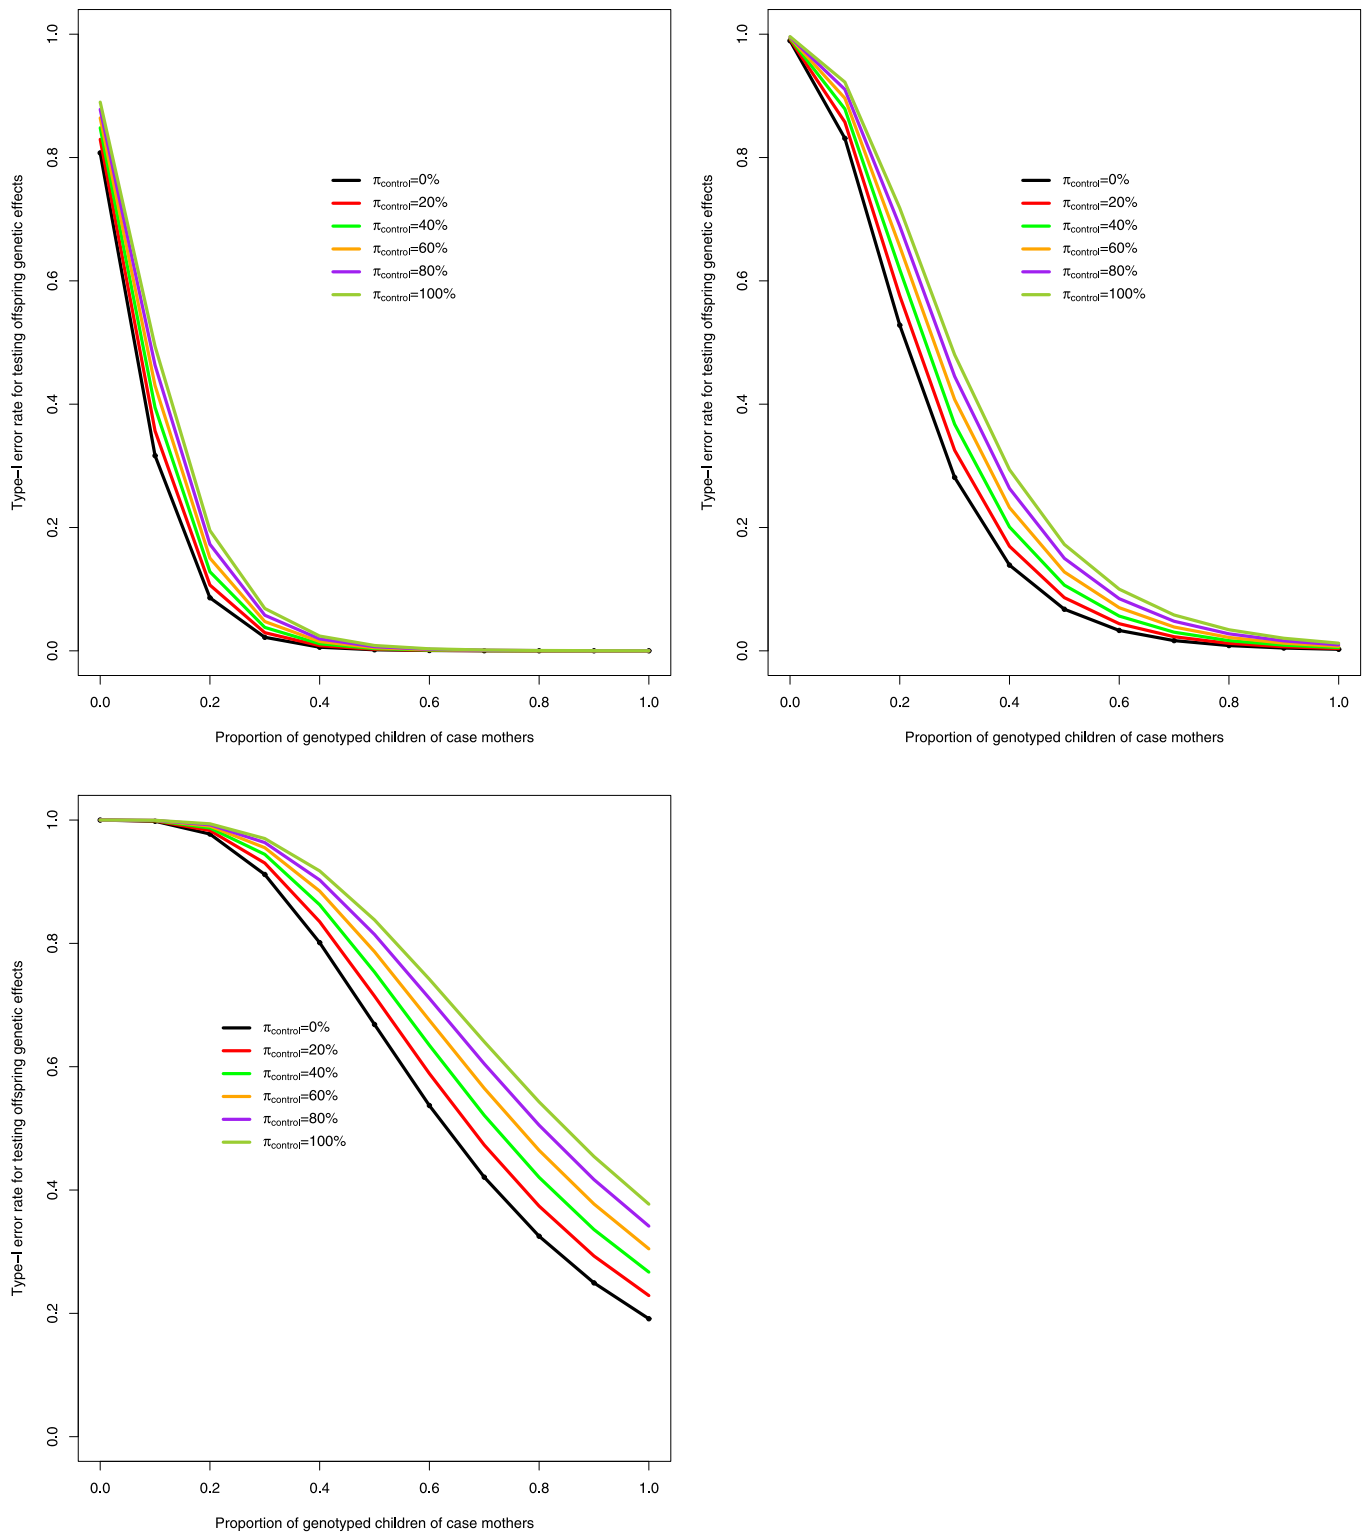 Type−I error rate for testing offspring genetic effects
1.0
0.8
0.6
0.4
0.2
0.0
πcontrol=0%
πcontrol=20%
πcontrol=40%
πcontrol=60%
πcontrol=80%
πcontrol=100%
0.0 0.2 0.4 0.6 0.8 1.0
Proportion of genotyped children of case mothers
Type−I error rate for testing offspring genetic effects
1.0
0.8
0.6
0.4
0.2
0.0
πcontrol=0%
πcontrol=20%
πcontrol=40%
πcontrol=60%
πcontrol=80%
πcontrol=100%
0.0 0.2 0.4 0.6 0.8 1.0
Proportion of genotyped children of case mothers
Type−I error rate for testing offspring genetic effects
1.0
0.8
0.6
0.4
0.2
0.0
πcontrol=0%
πcontrol=20%
πcontrol=40%
πcontrol=60%
πcontrol=80%
πcontrol=100%
0.0 0.2 0.4 0.6 0.8 1.0
Proportion of genotyped children of case mothers